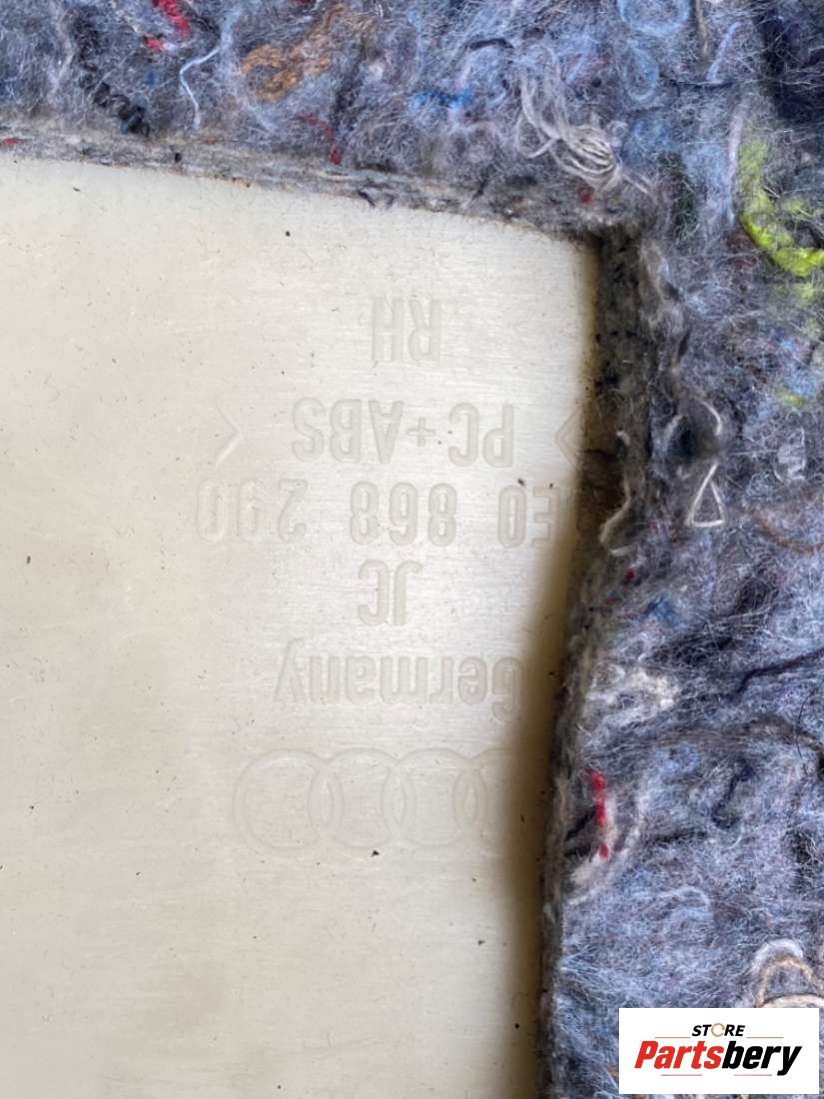 Germany
JC
E0 868 290
> PC+ABS <
RH
STORE
Partsbery